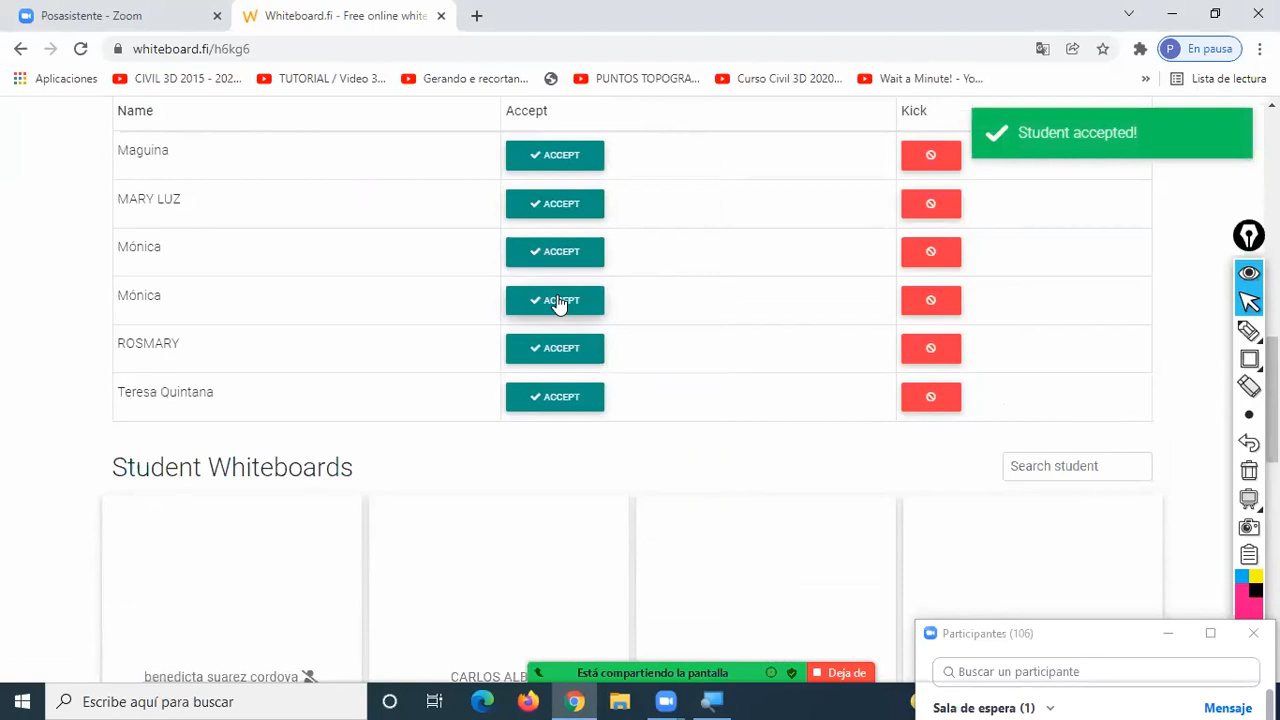 Posasistente - Zoom
Whiteboard.fi - Free online white
whiteboard.fi/h6kg6
En pausa
P
Aplicaciones
CIVIL 3D 2015 - 202...
TUTORIAL / Video 3...
Gerando e recortan...
PUNTOS TOPOGRA...
Curso Civil 3D 2020...
Wait a Minute! - Yo...
»
Lista de lectura
Name Accept Kick
Student accepted!
Maguina ACCEPT
MARY LUZ ACCEPT
Mónica ACCEPT
Mónica ACCEPT
ROSMARY ACCEPT
Teresa Quintana ACCEPT
Student Whiteboards
Search student
benedicta suarez cordova
CARLOS ALB
Está compartiendo la pantalla
Deja de
Participantes (106)
Buscar un participante
Sala de espera (1)
Mensaje
Escribe aquí para buscar